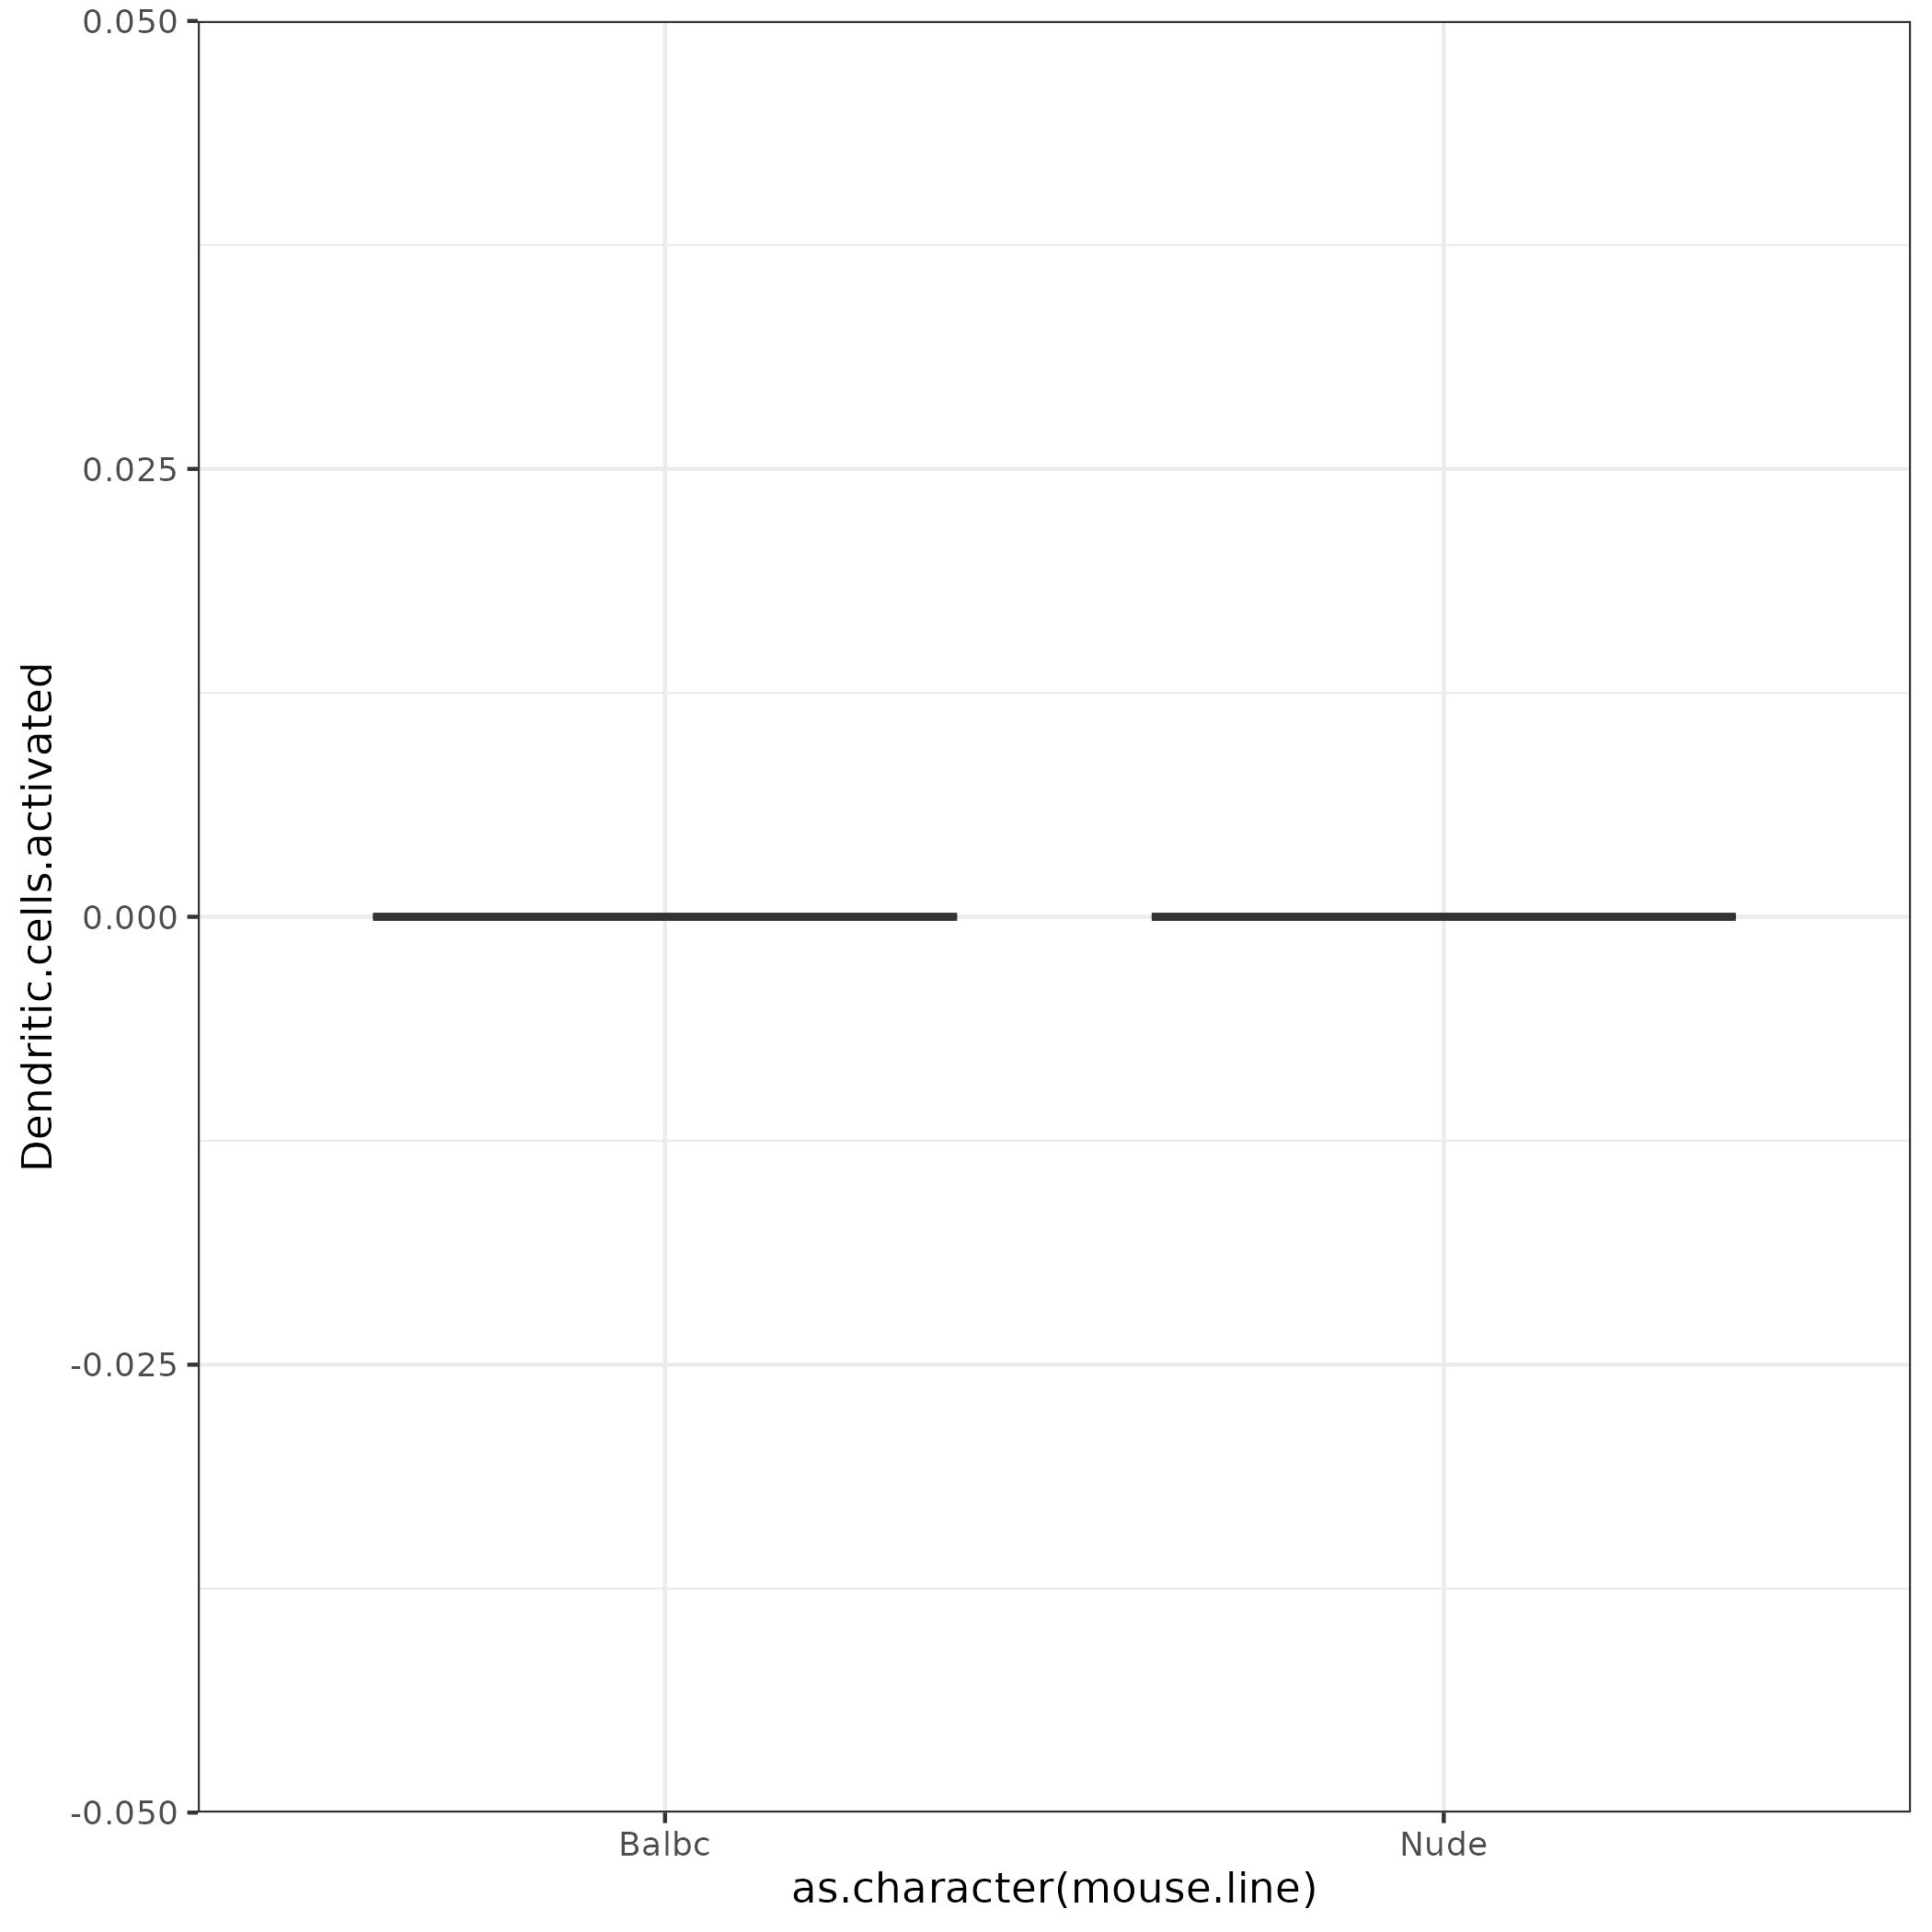 0.050
0.025
0.000
-0.025
-0.050
Dendritic.cells.activated
Balbc Nude
as.character(mouse.line)